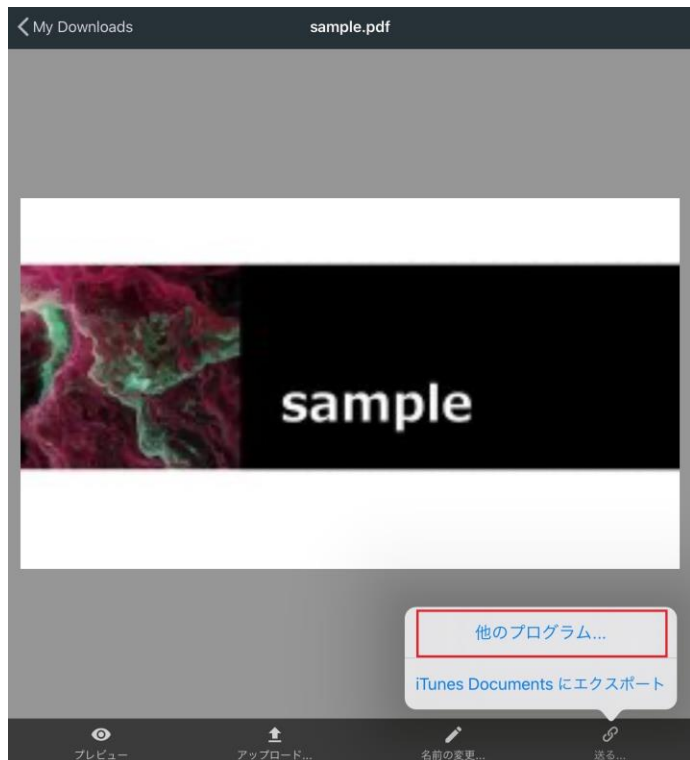 My Downloads
sample.pdf
sample
他のプログラム...
iTunes Documents にエクスポート
プレビュー
アップロード...
名前の変更...
送る...